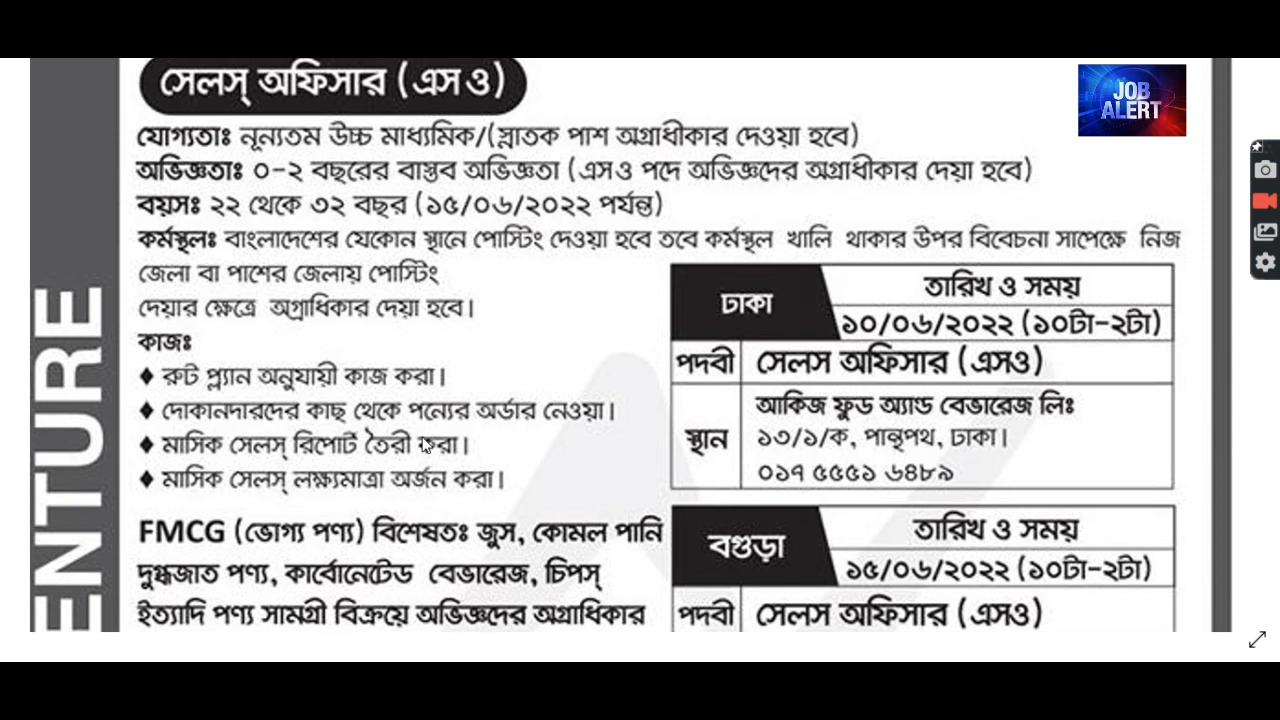 সেলস্ অফিসার (এসও)
JOB
ALERT
যোগ্যতাঃ নূন্যতম উচ্চ মাধ্যমিক/(স্নাতক পাশ অগ্রাধীকার দেওয়া হবে)
অভিজ্ঞতাঃ ০-২ বছরের বাস্তব অভিজ্ঞতা (এসও পদে অভিজ্ঞদের অগ্রাধীকার দেয়া হবে)
বয়সঃ ২২ থেকে ৩২ বছর (১৫/০৬/২০২২ পর্যন্ত)
কর্মস্থলঃ বাংলাদেশের যেকোন স্থানে পোস্টিং দেওয়া হবে তবে কর্মস্থল খালি থাকার উপর বিবেচনা সাপেক্ষে নিজ
জেলা বা পাশের জেলায় পোস্টিং
দেয়ার ক্ষেত্রে অগ্রাধিকার দেয়া হবে।
কাজঃ
♦ রুট প্ল্যান অনুযায়ী কাজ করা।
♦ দোকানদারদের কাছ থেকে পন্যের অর্ডার নেওয়া।
♦ মাসিক সেলস্ রিপোর্ট তৈরী করা।
♦ মাসিক সেলস্ লক্ষ্যমাত্রা অর্জন করা।
FMCG (ভোগ্য পণ্য) বিশেষতঃ জুস, কোমল পানি
দুগ্ধজাত পণ্য, কার্বোনেটেড বেভারেজ, চিপস্
ইত্যাদি পণ্য সামগ্রী বিক্রয়ে অভিজ্ঞদের অগ্রাধিকার
ঢাকা
তারিখ ও সময়
১০/০৬/২০২২ (১০টা-২টা)
পদবী সেলস অফিসার (এসও)
স্থান
আকিজ ফুড অ্যান্ড বেভারেজ লিঃ
১৩/১/ক, পান্থপথ, ঢাকা।
০১৭ ৫৫৫১ ৬৪৮৯
বগুড়া
তারিখ ও সময়
১৫/০৬/২০২২ (১০টা-২টা)
পদবী সেলস অফিসার (এসও)
ENTURE